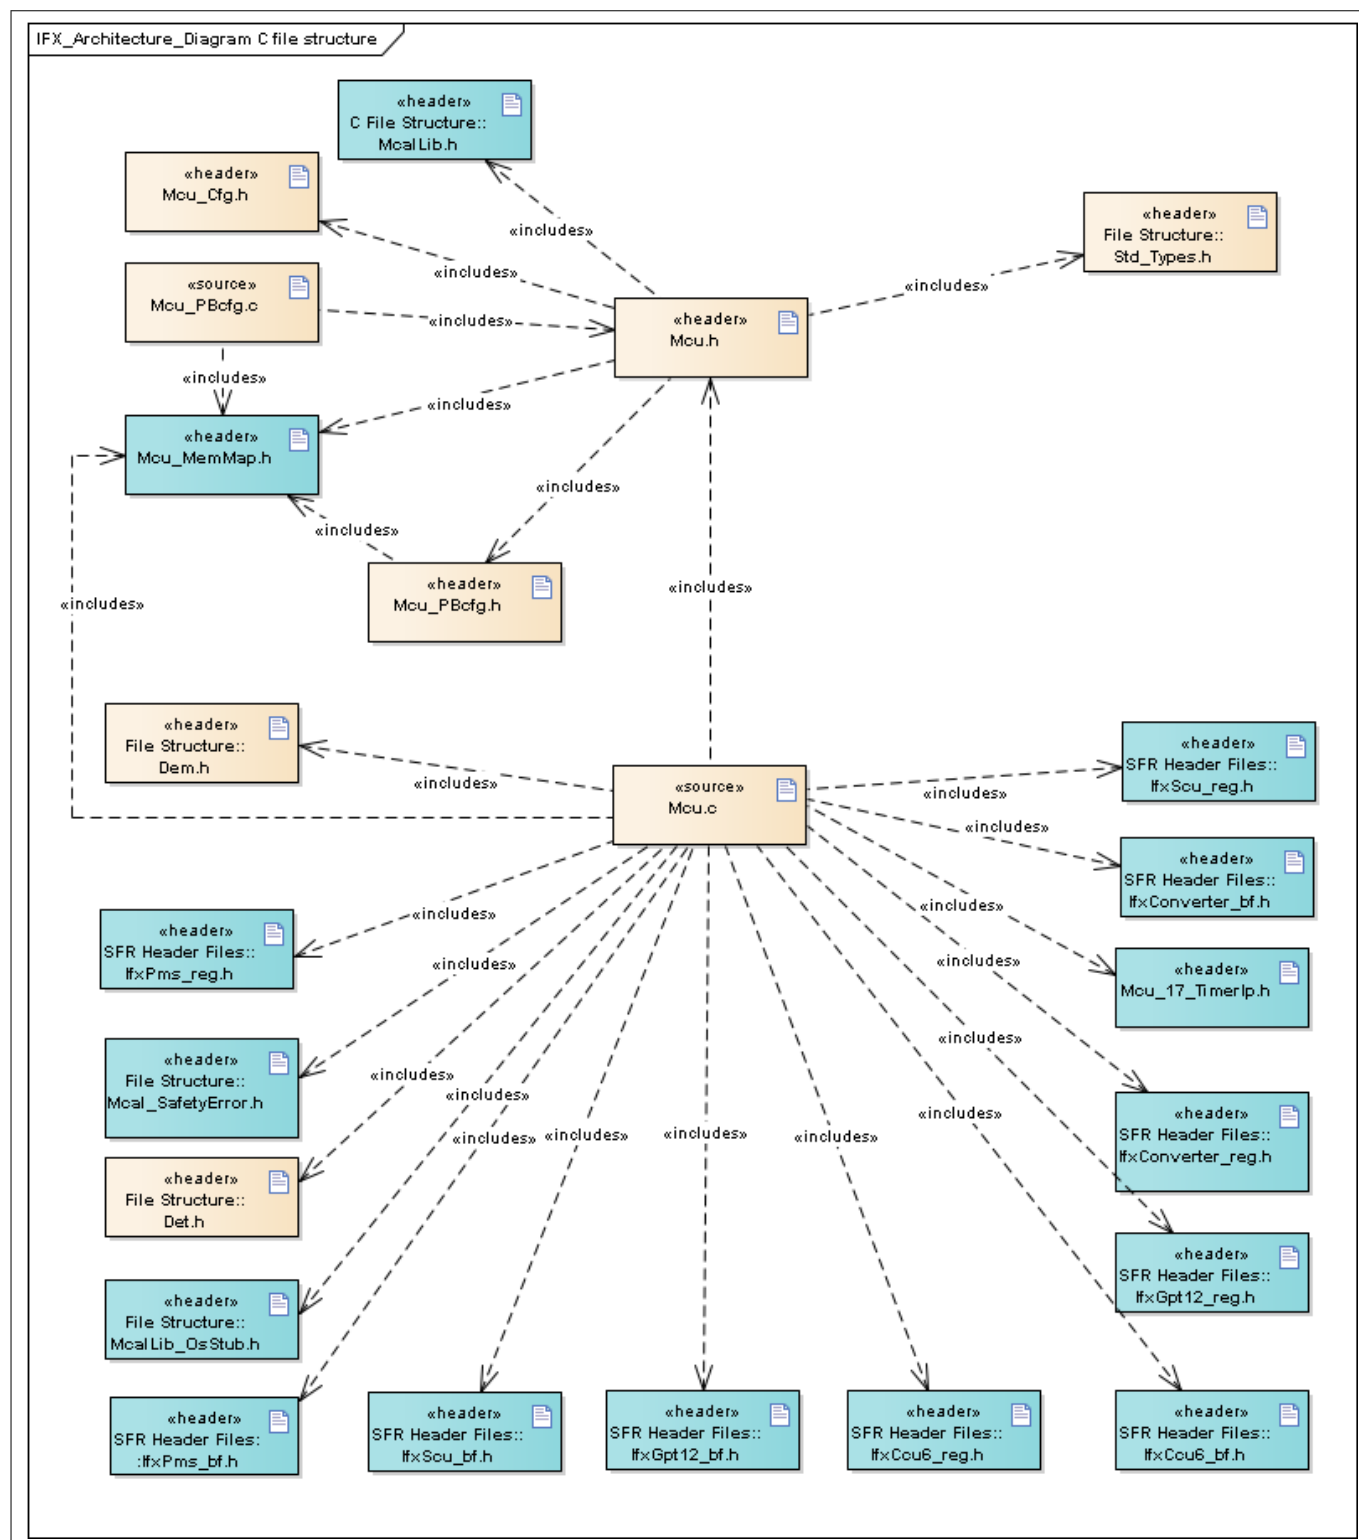 IFX_Architecture_Diagram C file structure
«header»
C File Structure::
McalLib.h
«header»
Mcu_Cfg.h
«header»
File Structure::
Std_Types.h
«includes»
«includes»
«source»
Mcu_PBcfg.c
«includes»
«includes»
«header»
Mcu.h
«includes»
«includes»
«header»
Mcu_MemMap.h
«includes»
«includes»
«includes»
«header»
Mcu_PBcfg.h
«includes»
«includes»
«header»
File Structure::
Dem.h
«includes»
«source»
Mcu.c
«header»
SFR Header Files::
IfxScu_reg.h
«includes»
«includes»
«header»
SFR Header Files::
IfxConverter_bf.h
«header»
SFR Header Files::
IfxPms_reg.h
«includes»
«includes»
«header»
Mcu_17_TimerIp.h
«includes»
«includes»
«header»
File Structure::
Mcal_SafetyError.h
«includes»
«includes»
«includes»
«includes»
«includes»
«includes»
«includes»
«includes»
«includes»
«header»
SFR Header Files::
IfxConverter_reg.h
«header»
File Structure::
Det.h
«header»
SFR Header Files::
IfxGpt12_reg.h
«header»
File Structure::
McalLib_OsStub.h
«header»
SFR Header Files:
:IfxPms_bf.h
«header»
SFR Header Files::
IfxScu_bf.h
«header»
SFR Header Files::
IfxGpt12_bf.h
«header»
SFR Header Files::
IfxCcu6_reg.h
«header»
SFR Header Files::
IfxCcu6_bf.h